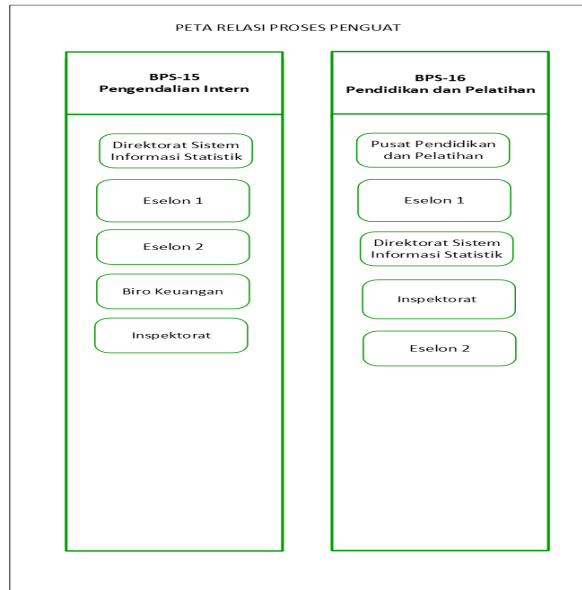 PETA RELASI PROSES PENGUAT
BPS-15
Pengendalian Intern
Direktorat Sistem
Informasi Statistik
Eselon 1
Eselon 2
Biro Keuangan
Inspektorat
BPS-16
Pendidikan dan Pelatihan
Pusat Pendidikan
dan Pelatihan
Eselon 1
Direktorat Sistem
Informasi Statistik
Inspektorat
Eselon 2